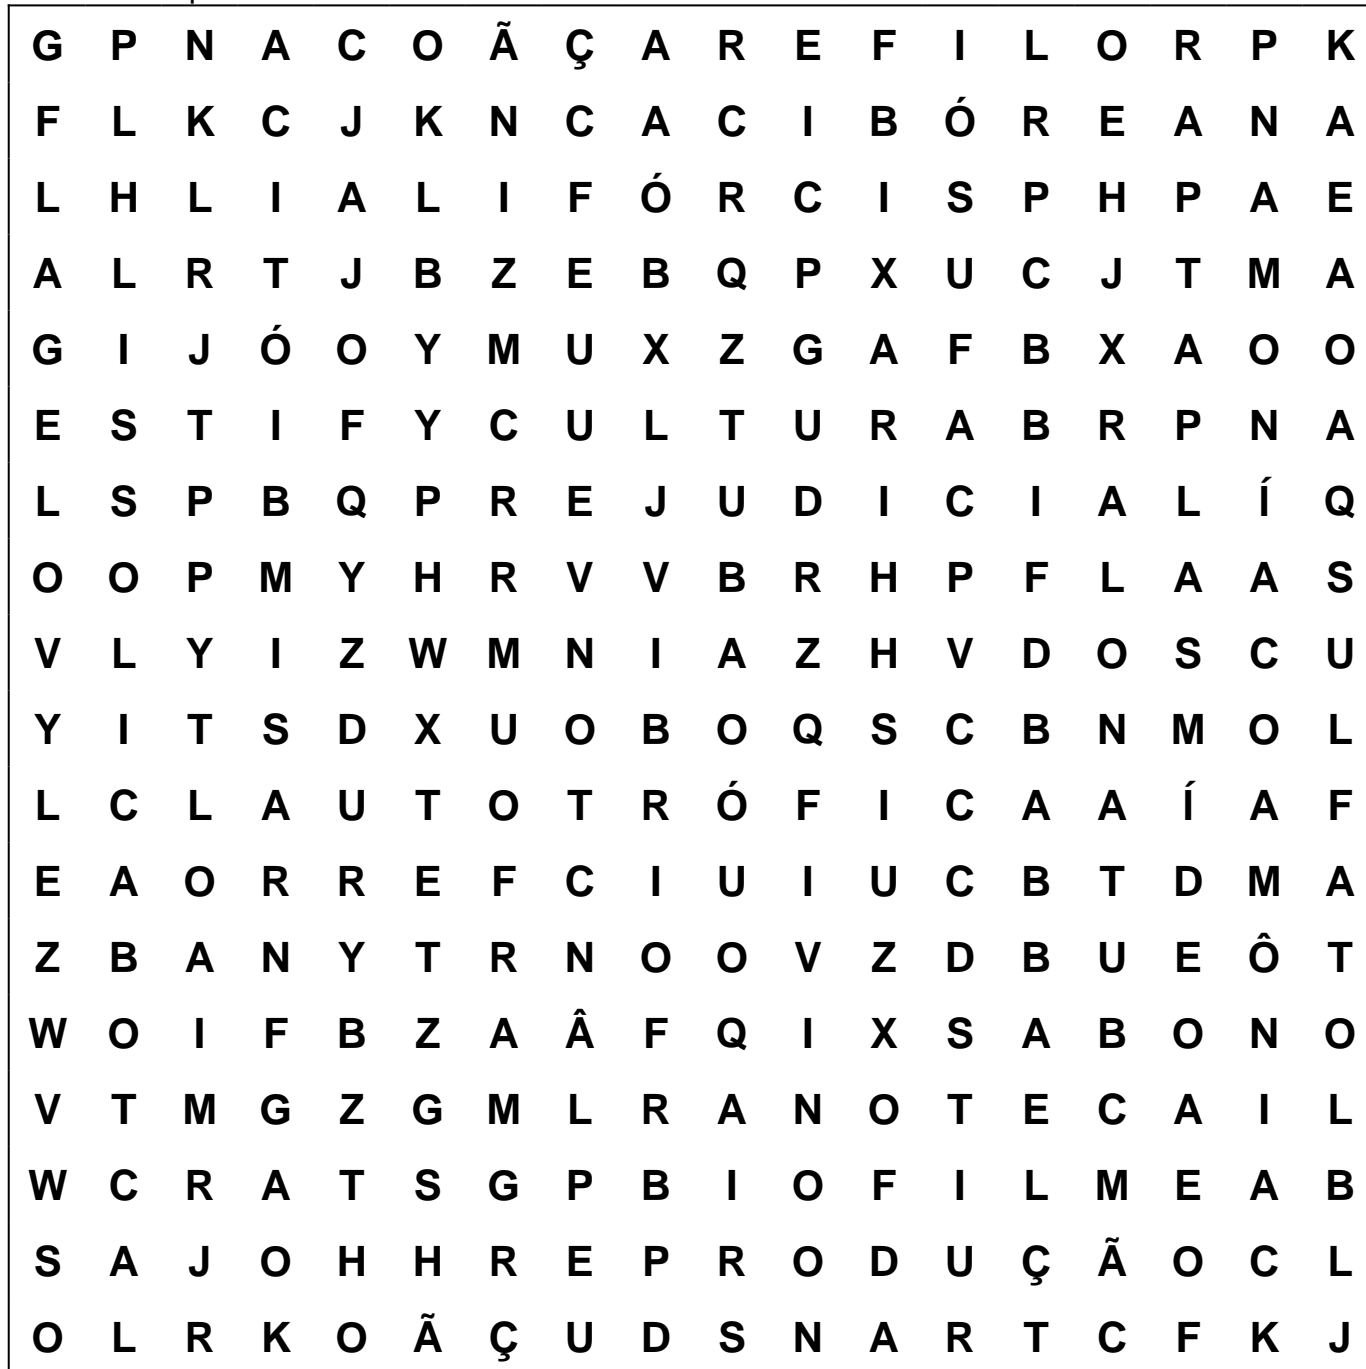 G P N A C O Ã Ç A R E F I L O R P K
F L K C J K N C A C I B Ó R E A N A
L H L I A L I F Ó R C I S P H P A E
A L R T J B Z E B Q P X U C J T M A
G I J Ó O Y M U X Z G A F B X A O O
E S T I F Y C U L T U R A B R P N A
L S P B Q P R E J U D I C I A L Í Q
O O P M Y H R V V B R H P F L A A S
V L Y I Z W M N I A Z H V D O S C U
Y I T S D X U O B O Q S C B N M O L
L C L A U T O T R Ó F I C A A Í A F
E A O R R E F C I U I U C B T D M A
Z B A N Y T R N O O V Z D B U E Ô T
W O I F B Z A Â F Q I X S A B O N O
V T M G Z G M L R A N O T E C A I L
W C R A T S G P B I O F I L M E A B
S A J O H H R E P R O D U Ç Ã O C L
O L R K O Ã Ç U D S N A R T C F K J